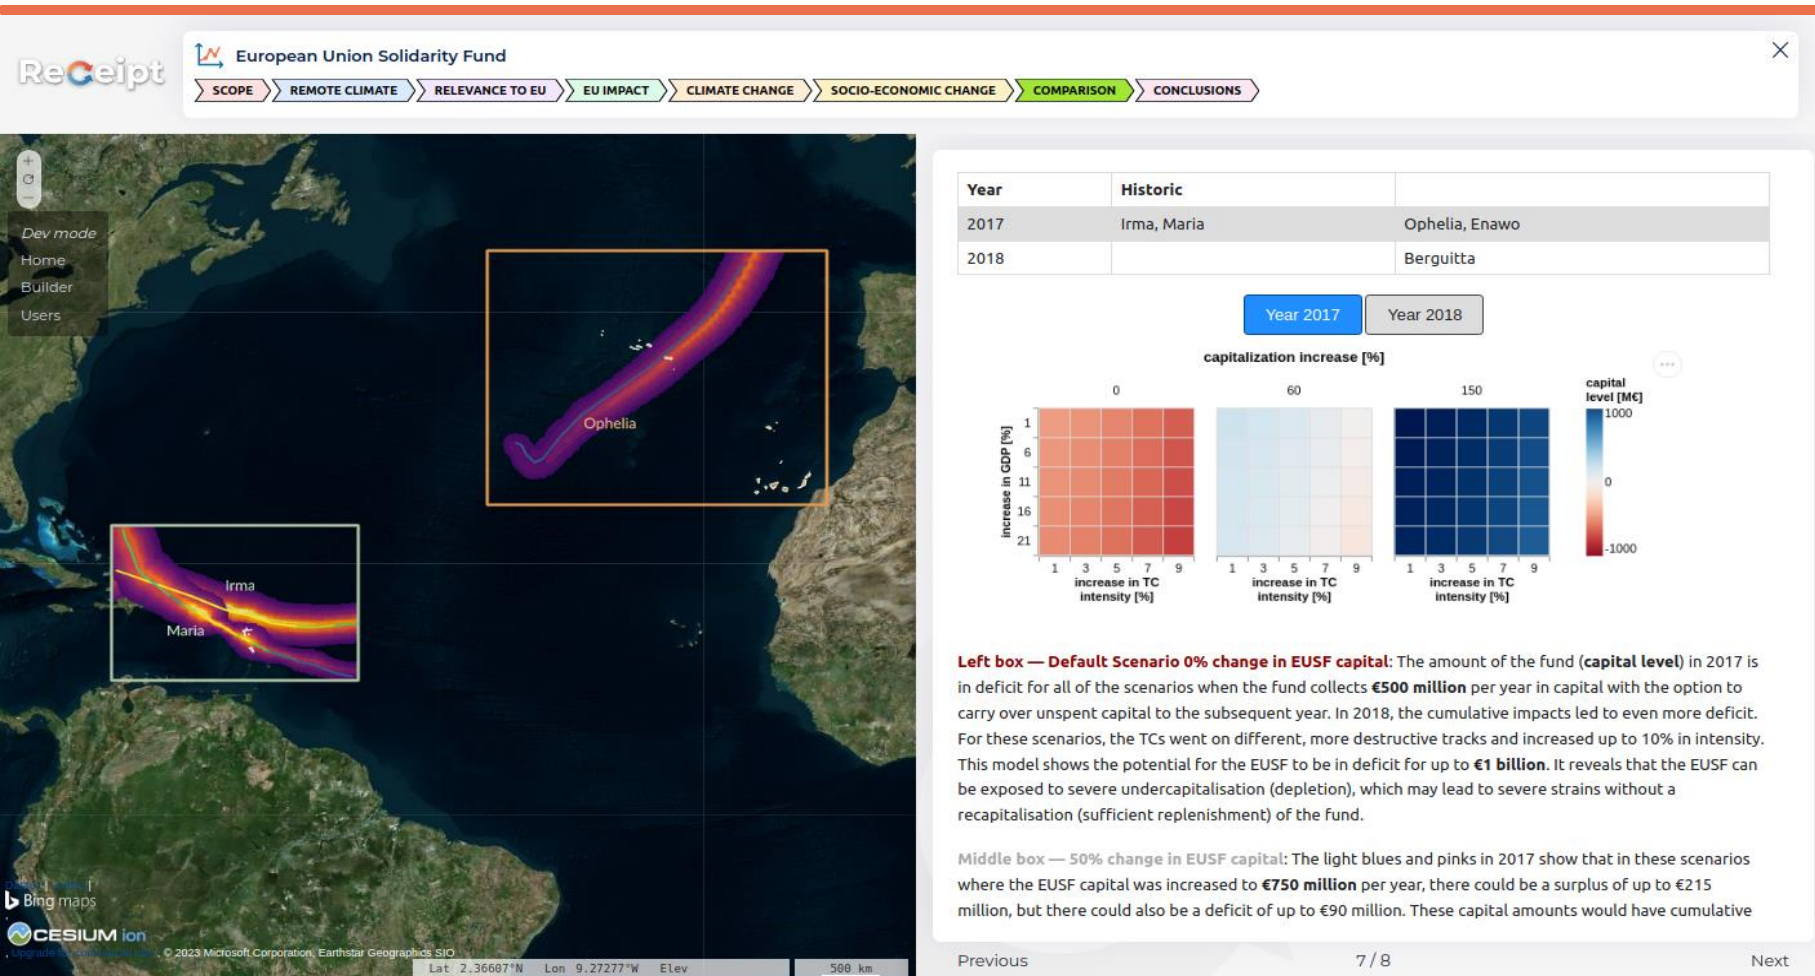 ReCeipt
European Union Solidarity Fund
SCOPE
REMOTE CLIMATE
RELEVANCE TO EU
EU IMPACT
CLIMATE CHANGE
SOCIO-ECONOMIC CHANGE
COMPARISON
CONCLUSIONS
Dev mode
Home
Builder
Users
Ophelia
Irma
Maria
Bing maps
CESIUM ion
© 2023 Microsoft Corporation, Earthstar Geographics SIO
Lat 2.36607°N Lon 9.27277°W Elev
500 km
Year Historic
2017 Irma, Maria Ophelia, Enawo
2018 Berguitta
Year 2017 Year 2018
capitalization increase [%]
0 60 150
increase in GDP [%]
1
6
11
16
21
1 3 5 7 9 1 3 5 7 9 1 3 5 7 9
increase in TC increase in TC increase in TC
intensity [%] intensity [%] intensity [%]
capital
level [M€]
1000
0
-1000
Left box — Default Scenario 0% change in EUSF capital: The amount of the fund (capital level) in 2017 is
in deficit for all of the scenarios when the fund collects €500 million per year in capital with the option to
carry over unspent capital to the subsequent year. In 2018, the cumulative impacts led to even more deficit.
For these scenarios, the TCs went on different, more destructive tracks and increased up to 10% in intensity.
This model shows the potential for the EUSF to be in deficit for up to €1 billion. It reveals that the EUSF can
be exposed to severe undercapitalisation (depletion), which may lead to severe strains without a
recapitalisation (sufficient replenishment) of the fund.
Middle box — 50% change in EUSF capital: The light blues and pinks in 2017 show that in these scenarios
where the EUSF capital was increased to €750 million per year, there could be a surplus of up to €215
million, but there could also be a deficit of up to €90 million. These capital amounts would have cumulative
Previous 7 / 8 Next